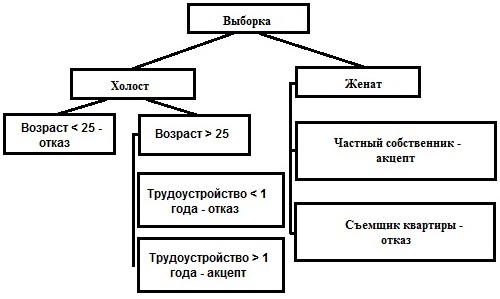 Выборка
Холост
Женат
Возраст < 25 -
отказ
Возраст > 25
Частный собственник -
акцепт
Трудоустройство < 1
года - отказ
Съемщик квартиры -
отказ
Трудоустройство > 1
года - акцепт